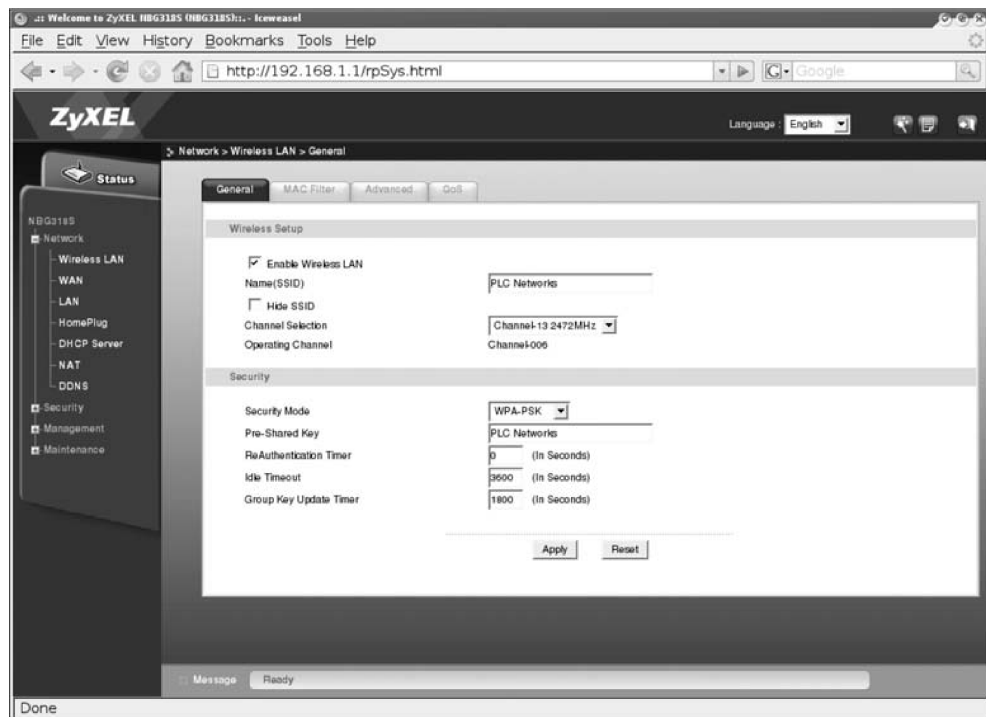 .:: Welcome to ZyXEL NBG318S (NBG318S)::. - Iceweasel
File Edit View History Bookmarks Tools Help
http://192.168.1.1/rpSys.html
G Google
ZyXEL
Language : English
Network > Wireless LAN > General
Status
General MAC Filter Advanced QoS
NBG318S
Network
Wireless LAN
WAN
LAN
HomePlug
DHCP Server
NAT
DDNS
Security
Management
Maintenance
Wireless Setup
Enable Wireless LAN
Name(SSID) PLC Networks
Hide SSID
Channel Selection Channel-13 2472MHz
Operating Channel Channel-006
Security
Security Mode WPA-PSK
Pre-Shared Key PLC Networks
ReAuthentication Timer 0 (In Seconds)
Idle Timeout 3600 (In Seconds)
Group Key Update Timer 1800 (In Seconds)
Apply Reset
Message Ready
Done